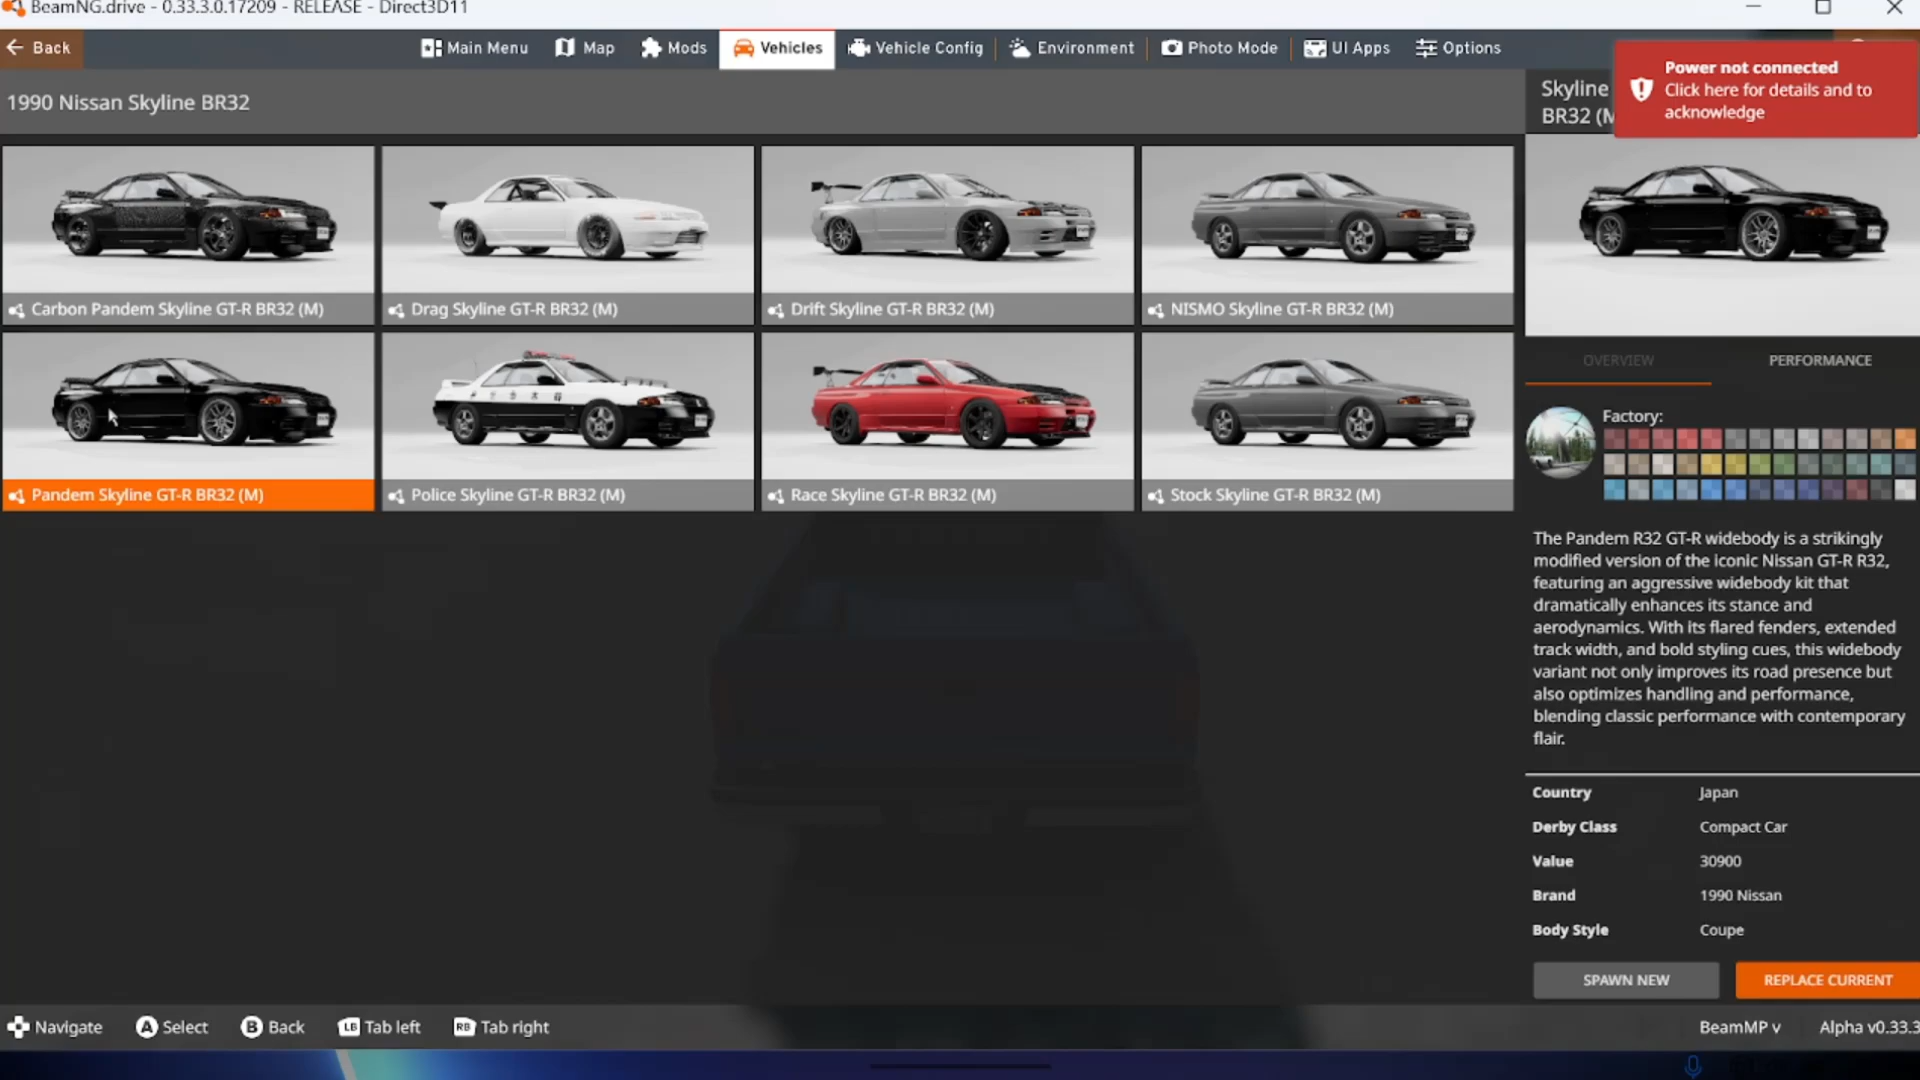 BeamNG.drive - 0.33.3.0.17209 - RELEASE - Direct3D11
Back
Main Menu
Map
Mods
Vehicles
Vehicle Config
Environment
Photo Mode
UI Apps
Options
Power not connected
Click here for details and to
acknowledge
1990 Nissan Skyline BR32
Skyline
BR32 (M
Carbon Pandem Skyline GT-R BR32 (M)
Drag Skyline GT-R BR32 (M)
Drift Skyline GT-R BR32 (M)
NISMO Skyline GT-R BR32 (M)
Pandem Skyline GT-R BR32 (M)
Police Skyline GT-R BR32 (M)
Race Skyline GT-R BR32 (M)
Stock Skyline GT-R BR32 (M)
OVERVIEW
PERFORMANCE
Factory:
The Pandem R32 GT-R widebody is a strikingly
modified version of the iconic Nissan GT-R R32,
featuring an aggressive widebody kit that
dramatically enhances its stance and
aerodynamics. With its flared fenders, extended
track width, and bold styling cues, this widebody
variant not only improves its road presence but
also optimizes handling and performance,
blending classic performance with contemporary
flair.
Country Japan
Derby Class Compact Car
Value 30900
Brand 1990 Nissan
Body Style Coupe
SPAWN NEW
REPLACE CURRENT
Navigate
A Select
B Back
LB Tab left
RB Tab right
BeamMP v
Alpha v0.33.3